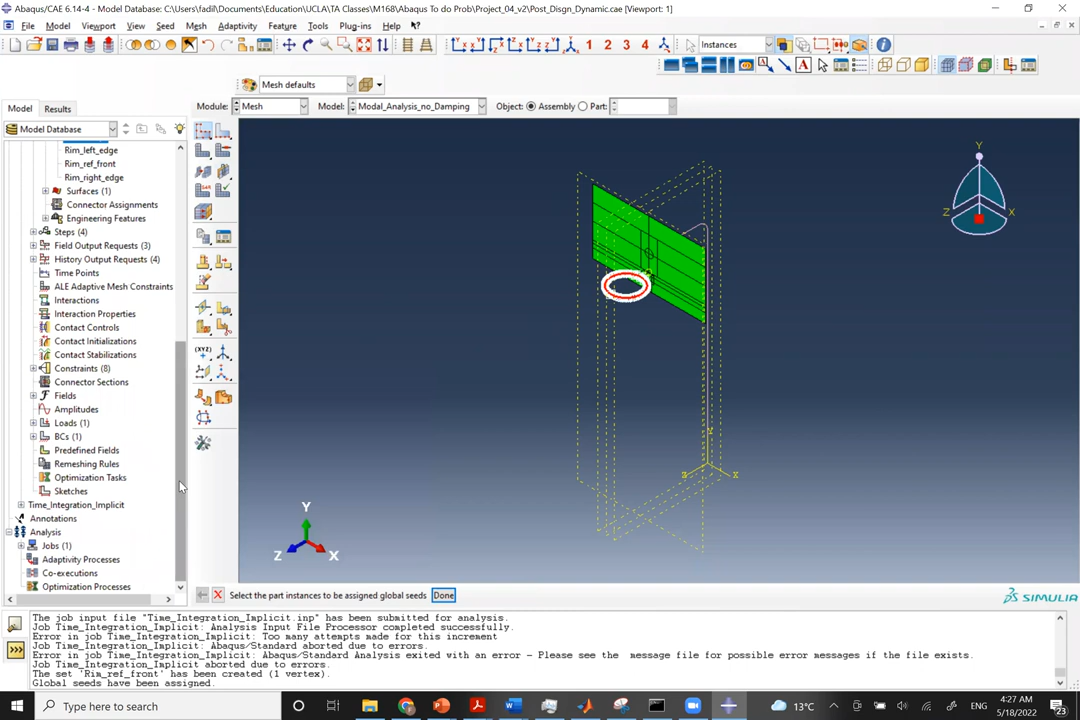 Abaqus/CAE 6.14-4 - Model Database: C:\Users\fadil\Documents\Education\UCLA\TA Classes\M168\Abaqus To do Prob\Project_04_v2\Post_Disgn_Dynamic.cae [Viewport: 1]
File Model Viewport View Seed Mesh Adaptivity Feature Tools Plug-ins Help
1 2 3 4 Instances
Mesh defaults
Model Results Module: Mesh Model: Modal_Analysis_no_Damping Object: Assembly Part:
Model Database
Rim_left_edge
Rim_ref_front
Rim_right_edge
Surfaces (1)
Connector Assignments
Engineering Features
Steps (4)
Field Output Requests (3)
History Output Requests (4)
Time Points
ALE Adaptive Mesh Constraints
Interactions
Interaction Properties
Contact Controls
Contact Initializations
Contact Stabilizations
Constraints (8)
Connector Sections
Fields
Amplitudes
Loads (1)
BCs (1)
Predefined Fields
Remeshing Rules
Optimization Tasks
Sketches
Time_Integration_Implicit
Annotations
Analysis
Jobs (1)
Adaptivity Processes
Co-executions
Optimization Processes
(XYZ)
Y
Z X
Y
Z X
Y
Z X
Select the part instances to be assigned global seeds Done
SIMULIA
The job input file "Time_Integration_Implicit.inp" has been submitted for analysis.
Job Time_Integration_Implicit: Analysis Input File Processor completed successfully.
Error in job Time_Integration_Implicit: Too many attempts made for this increment
Job Time_Integration_Implicit: Abaqus/Standard aborted due to errors.
Error in job Time_Integration_Implicit: Abaqus/Standard Analysis exited with an error - Please see the message file for possible error messages if the file exists.
Job Time_Integration_Implicit aborted due to errors.
The set 'Rim_ref_front' has been created (1 vertex).
Global seeds have been assigned.
Type here to search
13°C
ENG
4:27 AM
5/18/2022
23